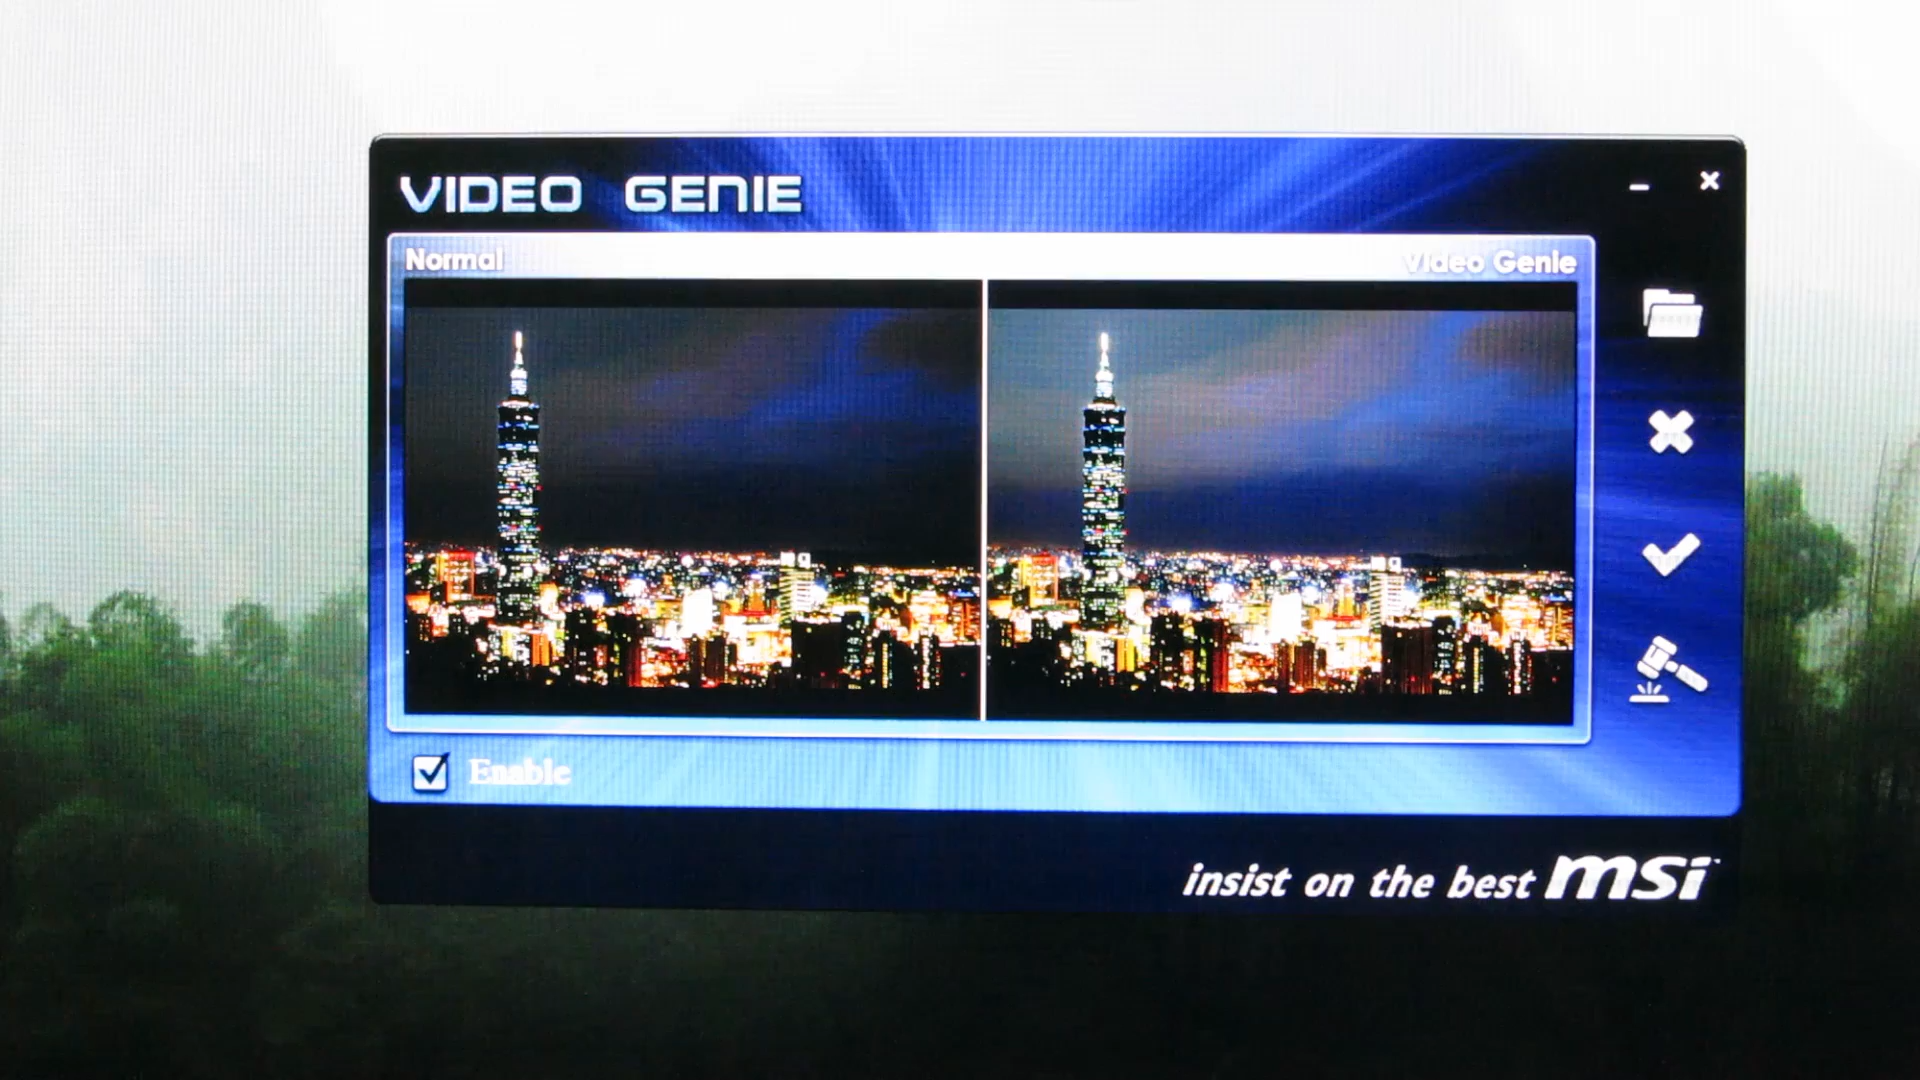 VIDEO GENIE
Normal
Video Genie
Enable
insist on the best msi